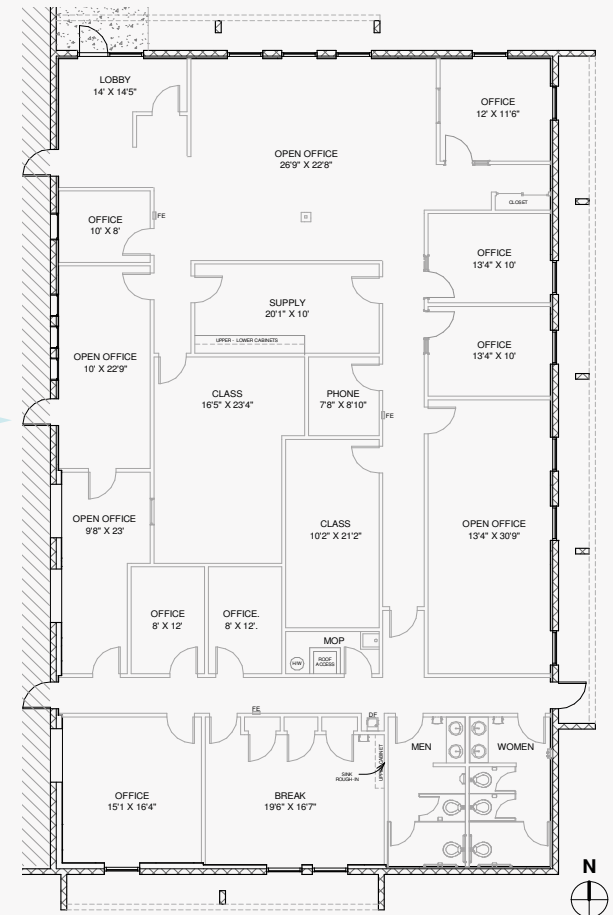 LOBBY
14' X 14'5"
OFFICE
12' X 11'6"
OPEN OFFICE
26'9" X 22'8"
CLOSET
OFFICE
10' X 8'
FE
OFFICE
13'4" X 10'
SUPPLY
20'1" X 10'
UPPER - LOWER CABINETS
OFFICE
13'4" X 10'
OPEN OFFICE
10' X 22'9"
CLASS
16'5" X 23'4"
PHONE
7'8" X 8'10"
FE
OPEN OFFICE
9'8" X 23'
CLASS
10'2" X 21'2"
OPEN OFFICE
13'4" X 30'9"
OFFICE
8' X 12'
OFFICE.
8' X 12'.
MOP
H/W
ROOF
ACCESS
FE
DF
MEN
WOMEN
UPPER CABINET
SINK
ROUGH-IN
OFFICE
15'1 X 16'4"
BREAK
19'6" X 16'7"
N